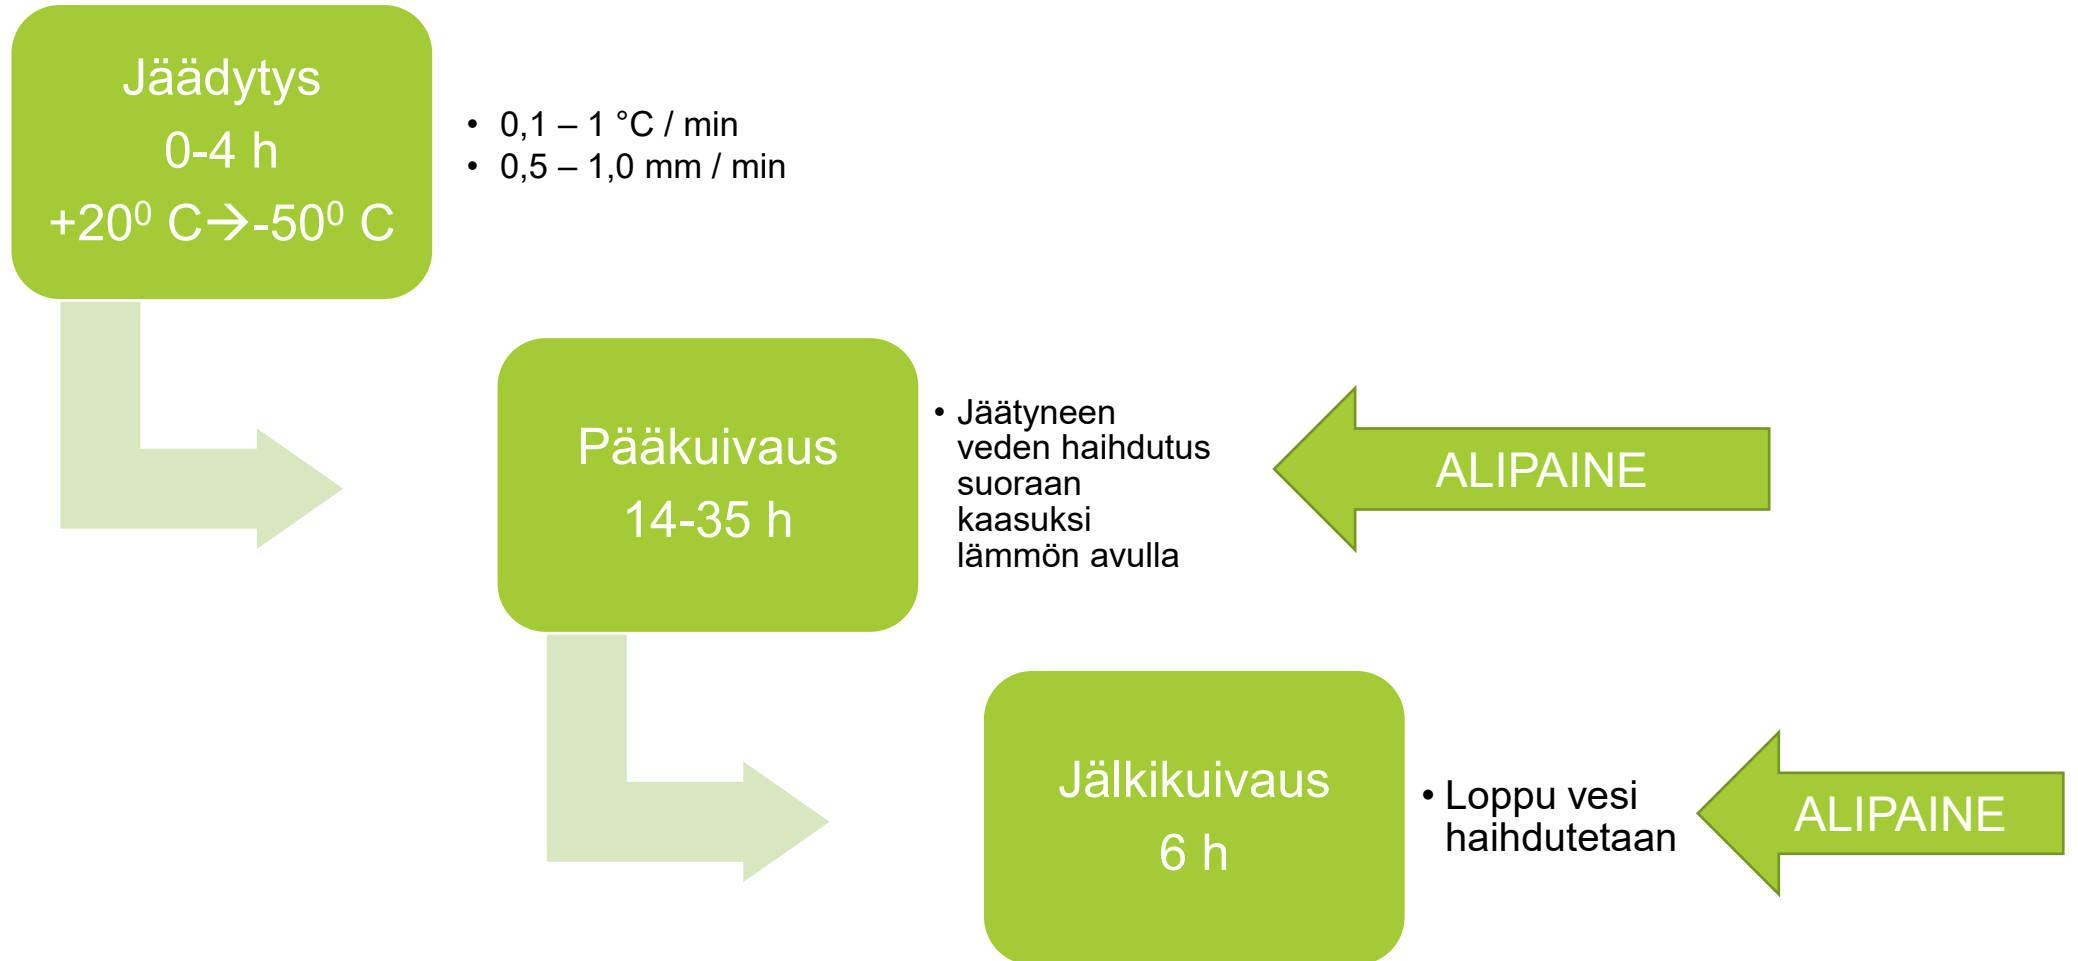 Jäädytys
0-4 h
+20⁰ C→-50⁰ C
• 0,1 – 1 °C / min
• 0,5 – 1,0 mm / min
Pääkuivaus
14-35 h
• Jäätyneen
veden haihdutus
suoraan
kaasuksi
lämmön avulla
ALIPAINE
Jälkikuivaus
6 h
• Loppu vesi
haihdutetaan
ALIPAINE